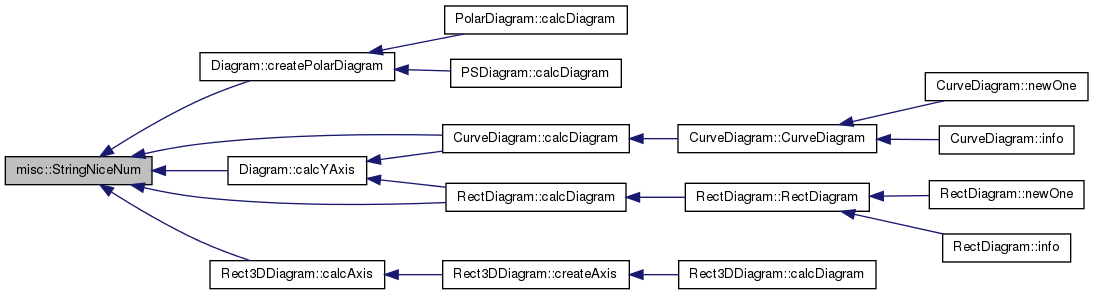 PolarDiagram::calcDiagram
Diagram::createPolarDiagram
PSDiagram::calcDiagram
CurveDiagram::newOne
CurveDiagram::calcDiagram
CurveDiagram::CurveDiagram
CurveDiagram::info
misc::StringNiceNum
Diagram::calcYAxis
RectDiagram::calcDiagram
RectDiagram::RectDiagram
RectDiagram::newOne
RectDiagram::info
Rect3DDiagram::calcAxis
Rect3DDiagram::createAxis
Rect3DDiagram::calcDiagram